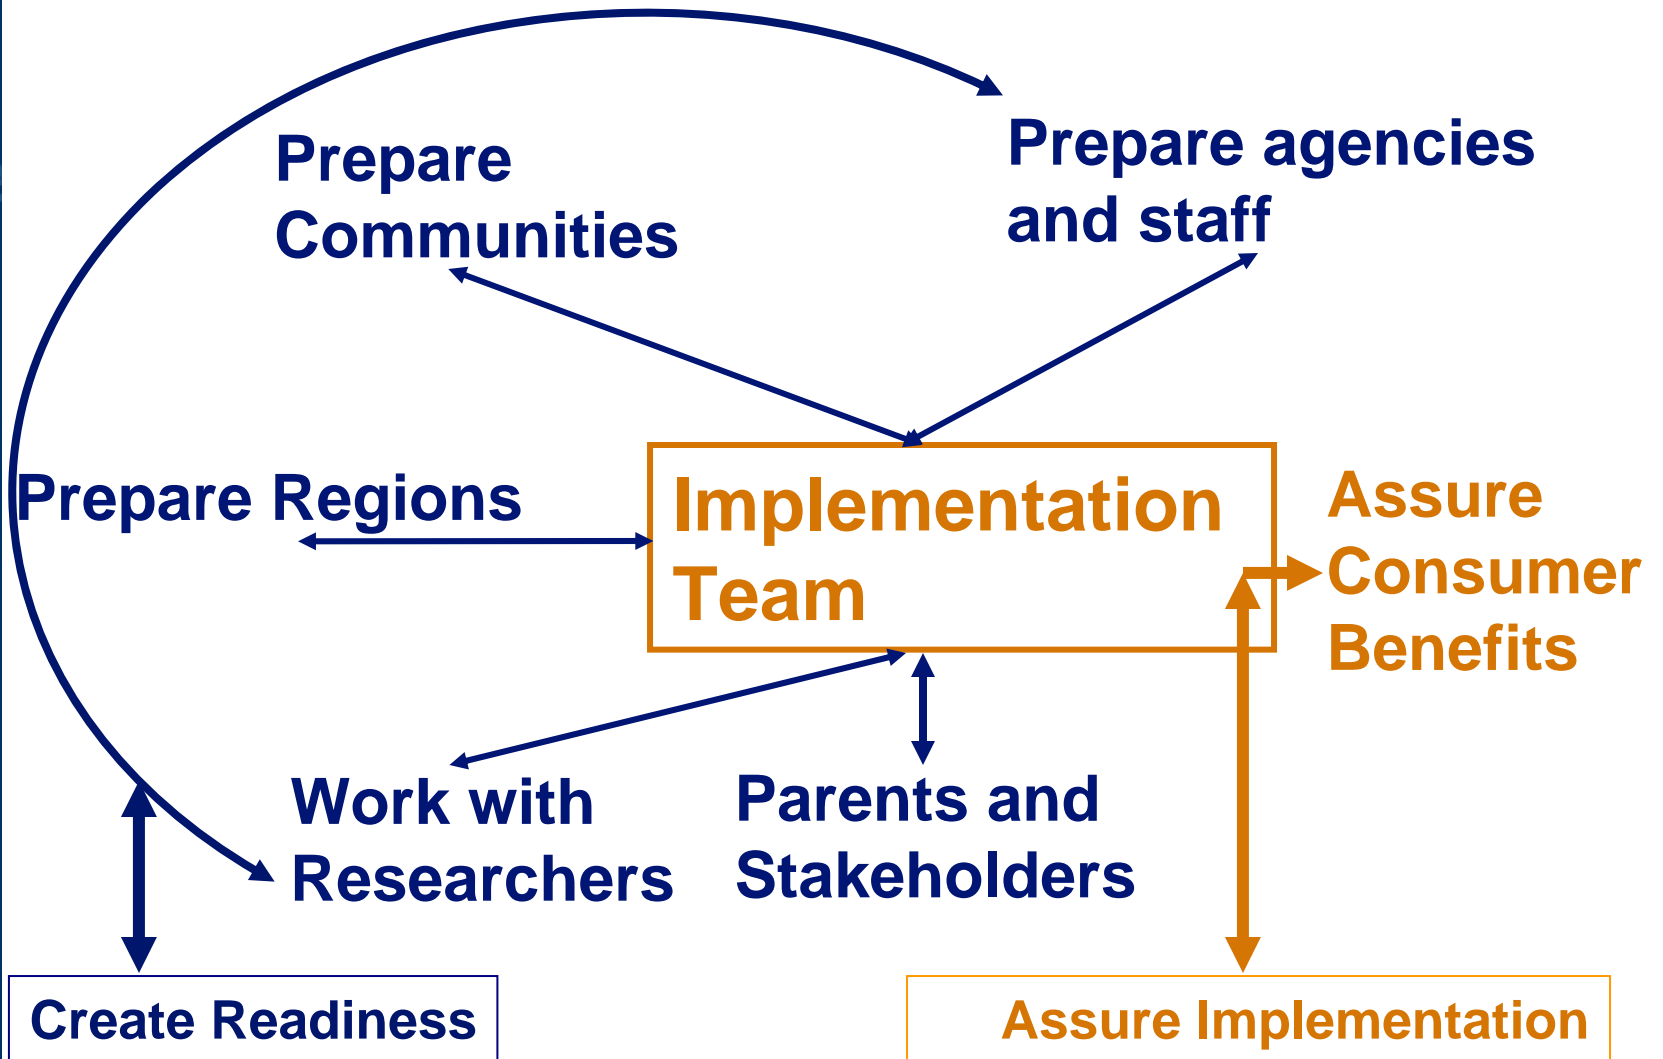 Prepare
Communities
Prepare agencies
and staff
Prepare Regions
Implementation
Team
Assure
Consumer
Benefits
Work with
Researchers
Parents and
Stakeholders
Create Readiness
Assure Implementation